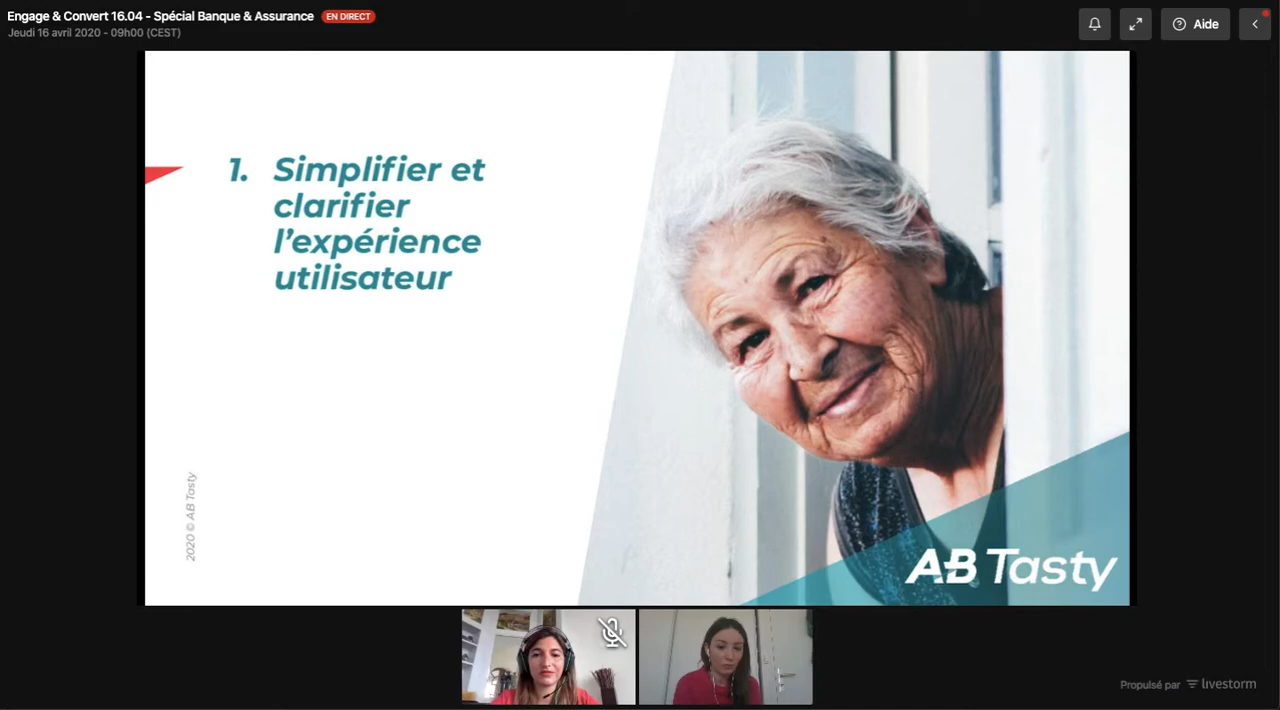 Engage & Convert 16.04 - Spécial Banque & Assurance EN DIRECT
Jeudi 16 avril 2020 - 09h00 (CEST)
Aide
1. Simplifier et
clarifier
l’expérience
utilisateur
2020 © AB Tasty
AB Tasty
Propulsé par livestorm